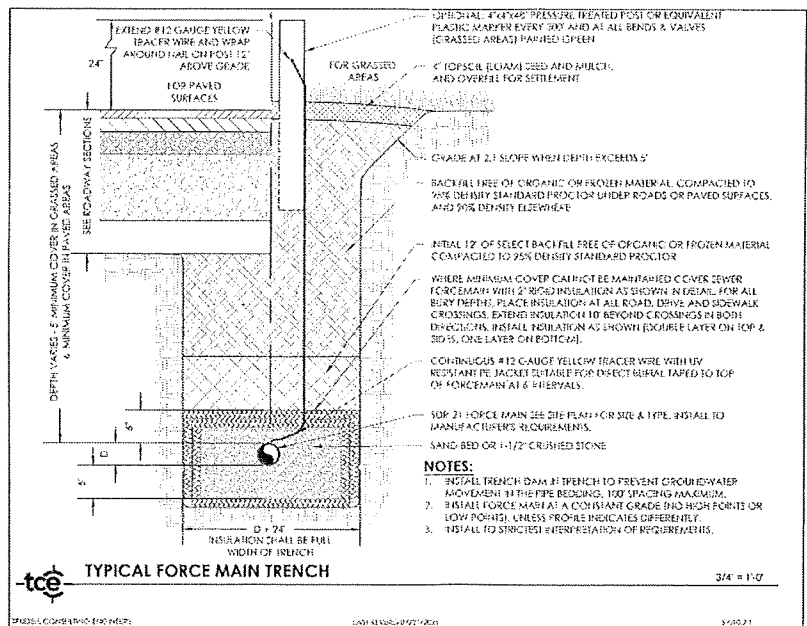 EXTEND #12 GAUGE YELLOW
TRACER WIRE AND WRAP
AROUND NAIL ON POST 12"
ABOVE GRADE
24"
FOR PAVED
SURFACES
FOR GRASSED
AREAS
OPTIONAL: 4"x4"x48" PRESSURE TREATED POST OR EQUIVALENT
PLASTIC MARKER EVERY 300' AND AT ALL BENDS & VALVES
(GRASSED AREAS) PAINTED GREEN
4" TOPSOIL (LOAM) SEED AND MULCH,
AND OVERFILL FOR SETTLEMENT
GRADE AT 2:1 SLOPE WHEN DEPTH EXCEEDS 5'
BACKFILL FREE OF ORGANIC OR FROZEN MATERIAL, COMPACTED TO
95% DENSITY STANDARD PROCTOR UNDER ROADS OR PAVED SURFACES,
AND 90% DENSITY ELSEWHERE
INITIAL 12" OF SELECT BACKFILL FREE OF ORGANIC OR FROZEN MATERIAL
COMPACTED TO 95% DENSITY STANDARD PROCTOR
WHERE MINIMUM COVER CANNOT BE MAINTAINED COVER SEWER
FORCEMAIN WITH 2" RIGID INSULATION AS SHOWN IN DETAIL. FOR ALL
BURY DEPTHS, PLACE INSULATION AT ALL ROAD, DRIVE AND SIDEWALK
CROSSINGS, EXTEND INSULATION 10' BEYOND CROSSINGS IN BOTH
DIRECTIONS. INSTALL INSULATION AS SHOWN (DOUBLE LAYER ON TOP &
SIDES, ONE LAYER ON BOTTOM).
CONTINUOUS #12 GAUGE YELLOW TRACER WIRE WITH UV
RESISTANT PE JACKET SUITABLE FOR DIRECT BURIAL TAPED TO TOP
OF FORCEMAIN AT 6' INTERVALS.
SDR 21 FORCE MAIN SEE SITE PLAN FOR SIZE & TYPE. INSTALL TO
MANUFACTURER'S REQUIREMENTS.
SAND BED OR 1-1/2" CRUSHED STONE
DEPTH VARIES - 5' MINIMUM COVER IN GRASSED AREAS
6' MINIMUM COVER IN PAVED AREAS
SEE ROADWAY SECTIONS
D
D + 24"
INSULATION SHALL BE FULL
WIDTH OF TRENCH
NOTES:
1. INSTALL TRENCH DAM IN TRENCH TO PREVENT GROUNDWATER
MOVEMENT IN THE PIPE BEDDING, 100' SPACING MAXIMUM.
2. INSTALL FORCE MAIN AT A CONSTANT GRADE (NO HIGH POINTS OR
LOW POINTS), UNLESS PROFILE INDICATES DIFFERENTLY.
3. INSTALL TO STRICTEST INTERPRETATION OF REQUIREMENTS.
tce
TYPICAL FORCE MAIN TRENCH
3/4" = 1'-0"
TRUDELL CONSULTING ENGINEERS
LAST REVISED